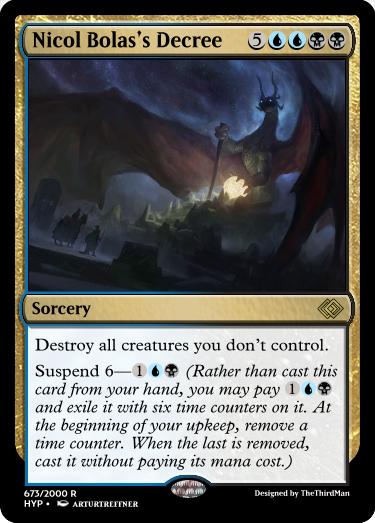 Nicol Bolas's Decree 5
Sorcery
Destroy all creatures you don't control.
Suspend 6—1 (Rather than cast this
card from your hand, you may pay 1
and exile it with six time counters on it. At
the beginning of your upkeep, remove a
time counter. When the last is removed,
cast it without paying its mana cost.)
673/2000 R
HYP • ARTURTREFFNER
Designed by TheThirdMan